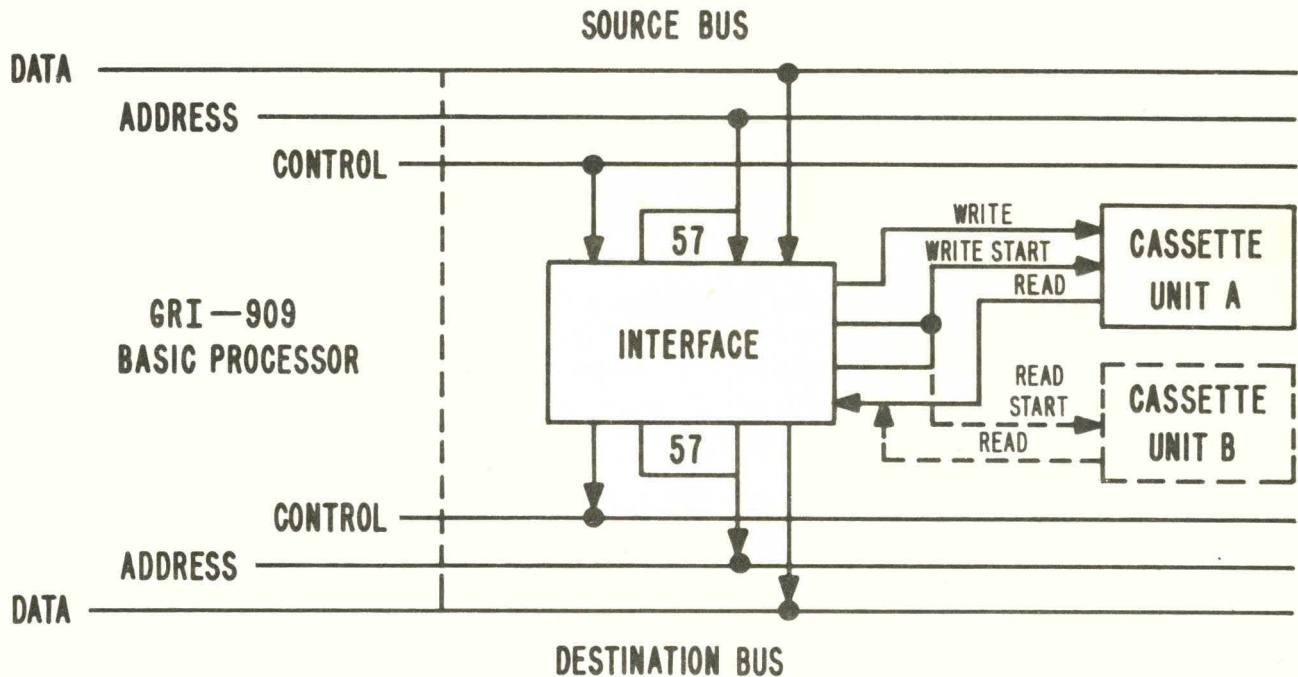 SOURCE BUS
DATA
ADDRESS
CONTROL
57
WRITE
WRITE START
READ
CASSETTE
UNIT A
GRI—909
BASIC PROCESSOR
INTERFACE
READ
START
READ
CASSETTE
UNIT B
57
CONTROL
ADDRESS
DATA
DESTINATION BUS